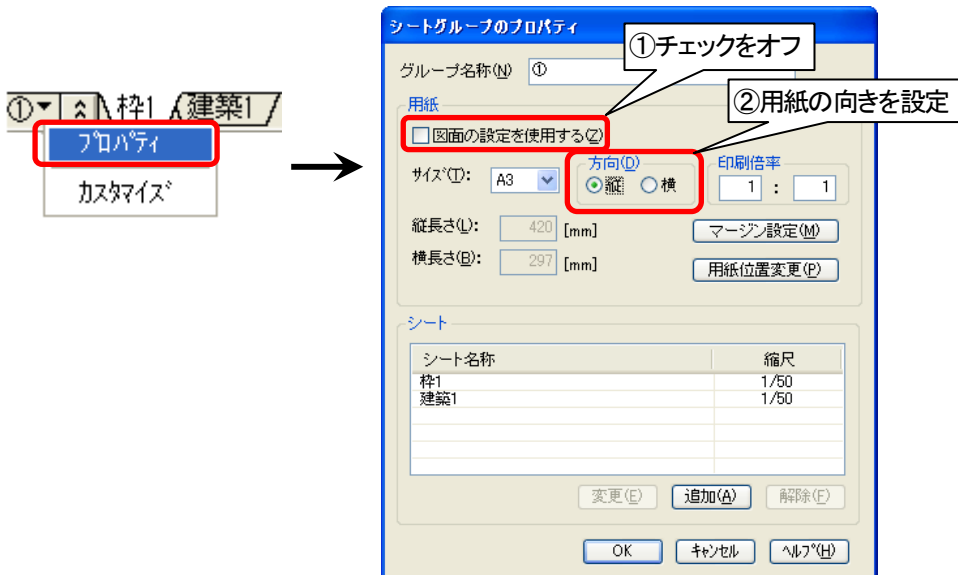 ①▼ 枠1 建築1
プロパティ
カスタマイズ
シートグループのプロパティ
①チェックをオフ
グループ名称(N) ①
②用紙の向きを設定
用紙
図面の設定を使用する(Z)
サイズ(T): A3
方向(D)
縦 横
印刷倍率
1 : 1
縦長さ(L): 420 [mm]
マージン設定(M)
横長さ(B): 297 [mm]
用紙位置変更(P)
シート
シート名称 縮尺
枠1 1/50
建築1 1/50
変更(E) 追加(A) 解除(F)
OK キャンセル ヘルプ(H)